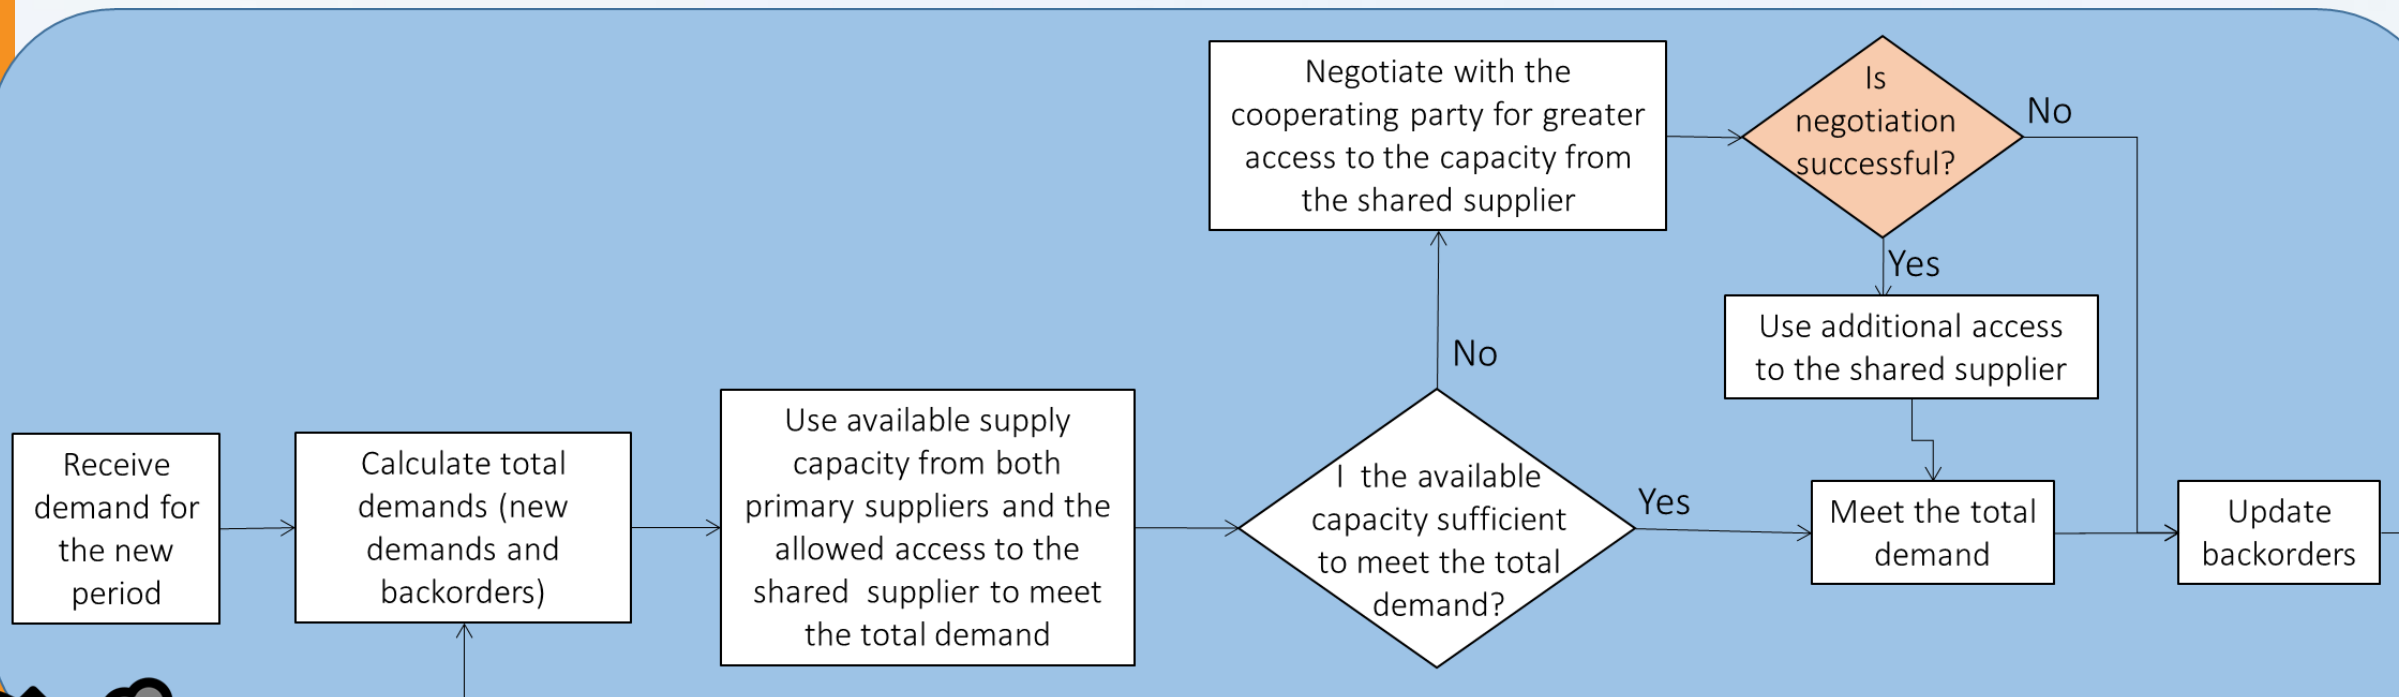 Receive
demand for
the new
period
Calculate total
demands (new
demands and
backorders)
Use available supply
capacity from both
primary suppliers and the
allowed access to the
shared  supplier to meet
the total demand
I  the available
capacity sufficient
to meet the total
demand?
No
Yes
Negotiate with the
cooperating party for greater
access to the capacity from
the shared supplier
Is
negotiation
successful?
No
Yes
Use additional access
to the shared supplier
Meet the total
demand
Update
backorders